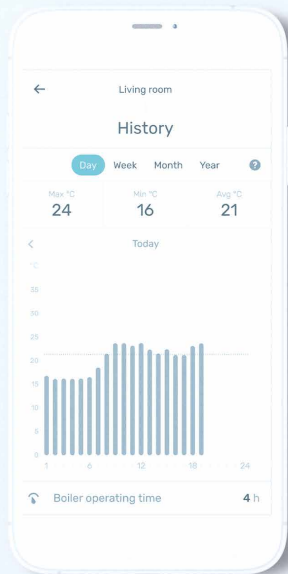 Living room
History
Day Week Month Year ?
Max °C Min °C Avg °C
24 16 21
Today
°C
35
30
25
20
15
10
5
0
1 6 12 18 24
Boiler operating time 4 h